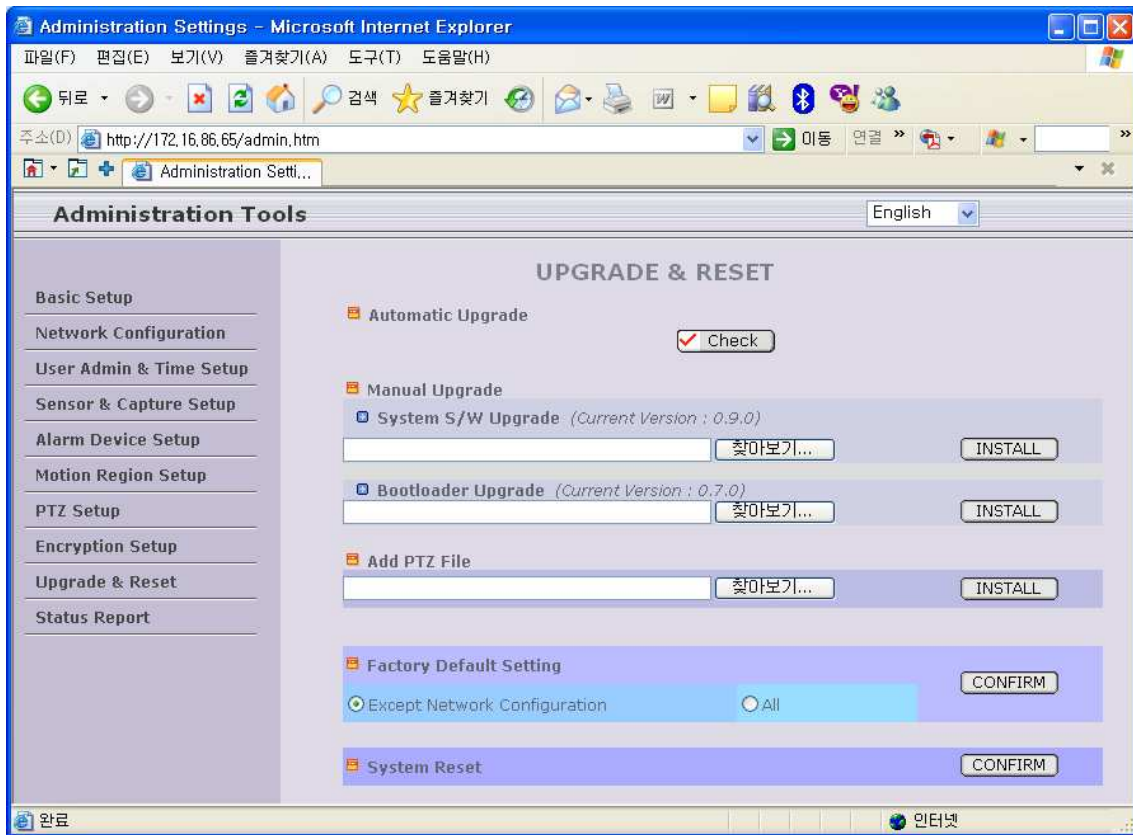 Administration Settings - Microsoft Internet Explorer
파일(F) 편집(E) 보기(V) 즐겨찾기(A) 도구(T) 도움말(H)
뒤로 검색 즐겨찾기
주소(D) http://172.16.86.65/admin.htm 이동 연결 »
Administration Setti...
Administration Tools English
UPGRADE & RESET
Basic Setup
Network Configuration
User Admin & Time Setup
Sensor & Capture Setup
Alarm Device Setup
Motion Region Setup
PTZ Setup
Encryption Setup
Upgrade & Reset
Status Report
Automatic Upgrade
Check
Manual Upgrade
System S/W Upgrade (Current Version : 0.9.0)
찾아보기... INSTALL
Bootloader Upgrade (Current Version : 0.7.0)
찾아보기... INSTALL
Add PTZ File
찾아보기... INSTALL
Factory Default Setting
CONFIRM
Except Network Configuration All
System Reset CONFIRM
완료 인터넷